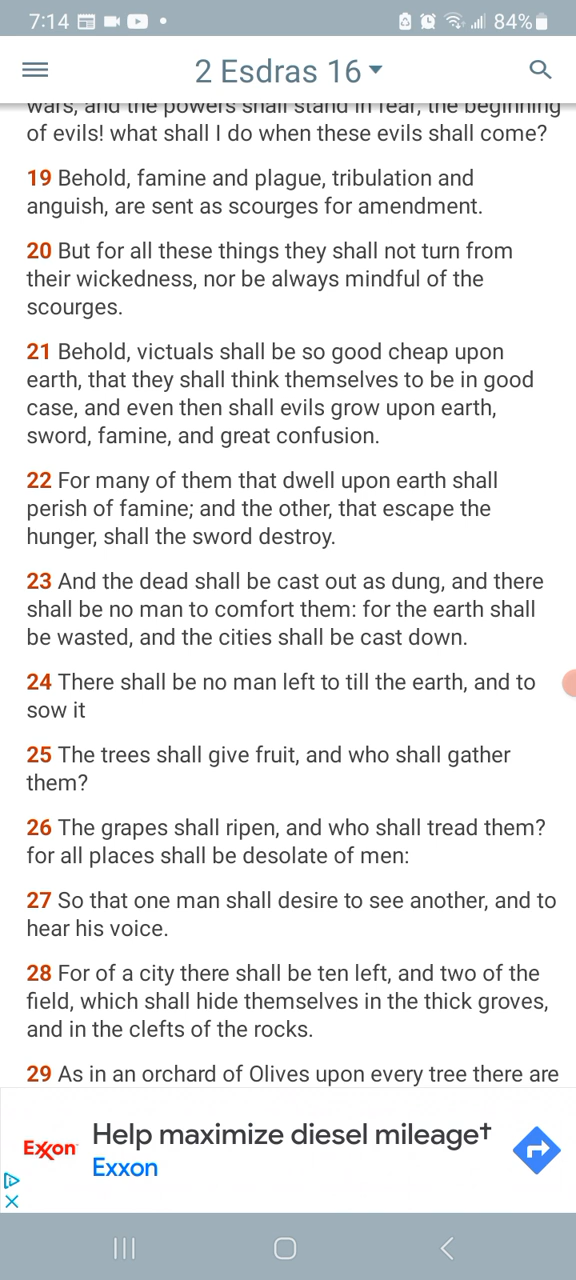 7:14
84%
2 Esdras 16
wars, and the powers shall stand in fear, the beginning
of evils! what shall I do when these evils shall come?
19 Behold, famine and plague, tribulation and
anguish, are sent as scourges for amendment.
20 But for all these things they shall not turn from
their wickedness, nor be always mindful of the
scourges.
21 Behold, victuals shall be so good cheap upon
earth, that they shall think themselves to be in good
case, and even then shall evils grow upon earth,
sword, famine, and great confusion.
22 For many of them that dwell upon earth shall
perish of famine; and the other, that escape the
hunger, shall the sword destroy.
23 And the dead shall be cast out as dung, and there
shall be no man to comfort them: for the earth shall
be wasted, and the cities shall be cast down.
24 There shall be no man left to till the earth, and to
sow it
25 The trees shall give fruit, and who shall gather
them?
26 The grapes shall ripen, and who shall tread them?
for all places shall be desolate of men:
27 So that one man shall desire to see another, and to
hear his voice.
28 For of a city there shall be ten left, and two of the
field, which shall hide themselves in the thick groves,
and in the clefts of the rocks.
29 As in an orchard of Olives upon every tree there are
Exxon
Help maximize diesel mileage†
Exxon